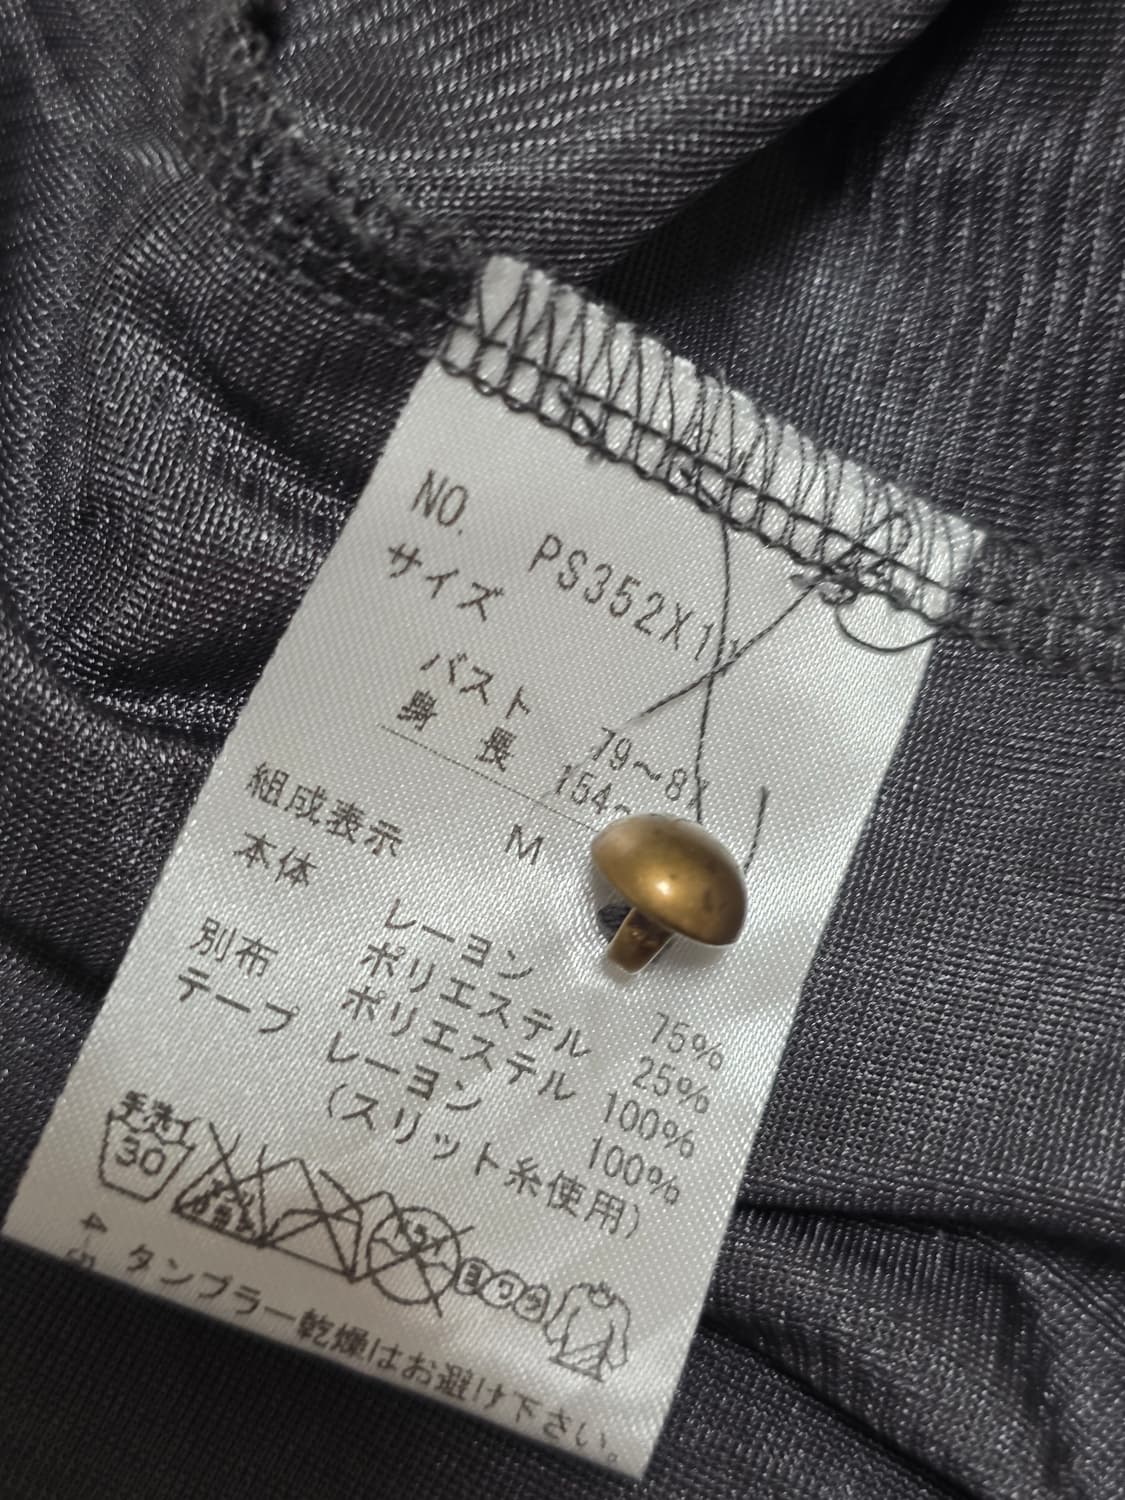 NO. PS352X11
サイズ
バスト 79~87
身長 154~
M
組成表示
本体 レーヨン 75%
ポリエステル 25%
別布 ポリエステル 100%
テープ レーヨン 100%
(スリット糸使用)
手洗イ
30
タンブラー乾燥はお避け下さい。